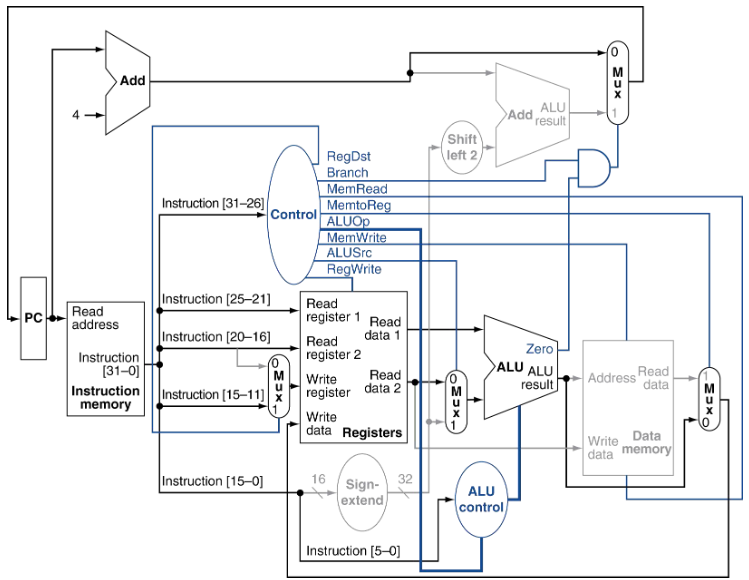 Add
4
0
Mux
1
Add
ALU
result
Shift
left 2
RegDst
Branch
MemRead
MemtoReg
ALUOp
MemWrite
ALUSrc
RegWrite
Control
Instruction [31–26]
PC
Read
address
Instruction
[31–0]
Instruction
memory
Instruction [25–21]
Instruction [20–16]
Instruction [15–11]
0
Mux
1
Read
register 1
Read
register 2
Write
register
Write
data
Read
data 1
Read
data 2
Registers
0
Mux
1
Zero
ALU
ALU
result
Address
Read
data
Write
data
Data
memory
1
Mux
0
Instruction [15–0]
16
Sign-
extend
32
ALU
control
Instruction [5–0]